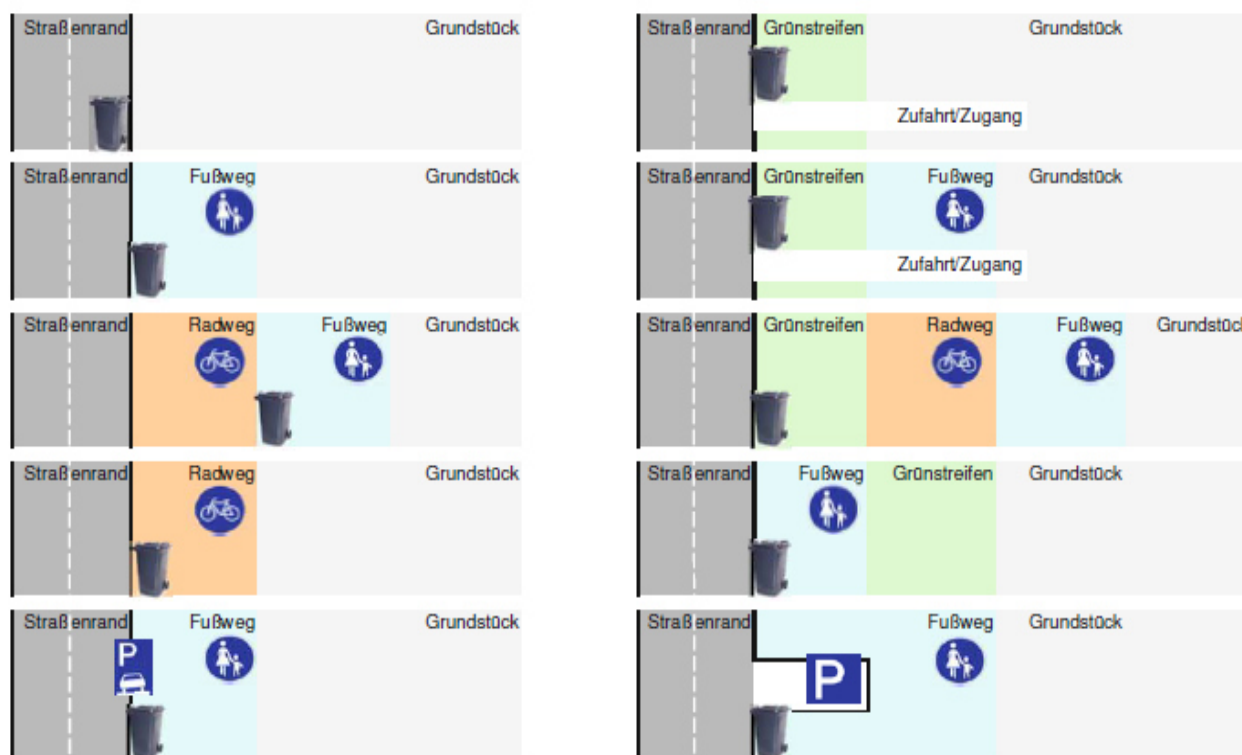 Straßenrand Grundstück
Straßenrand Grünstreifen Grundstück
Zufahrt/Zugang
Straßenrand Fußweg Grundstück
Straßenrand Grünstreifen Fußweg Grundstück
Zufahrt/Zugang
Straßenrand Radweg Fußweg Grundstück
Straßenrand Grünstreifen Radweg Fußweg Grundstück
Straßenrand Radweg Grundstück
Straßenrand Fußweg Grünstreifen Grundstück
Straßenrand Fußweg Grundstück
P
Straßenrand Fußweg Grundstück
P